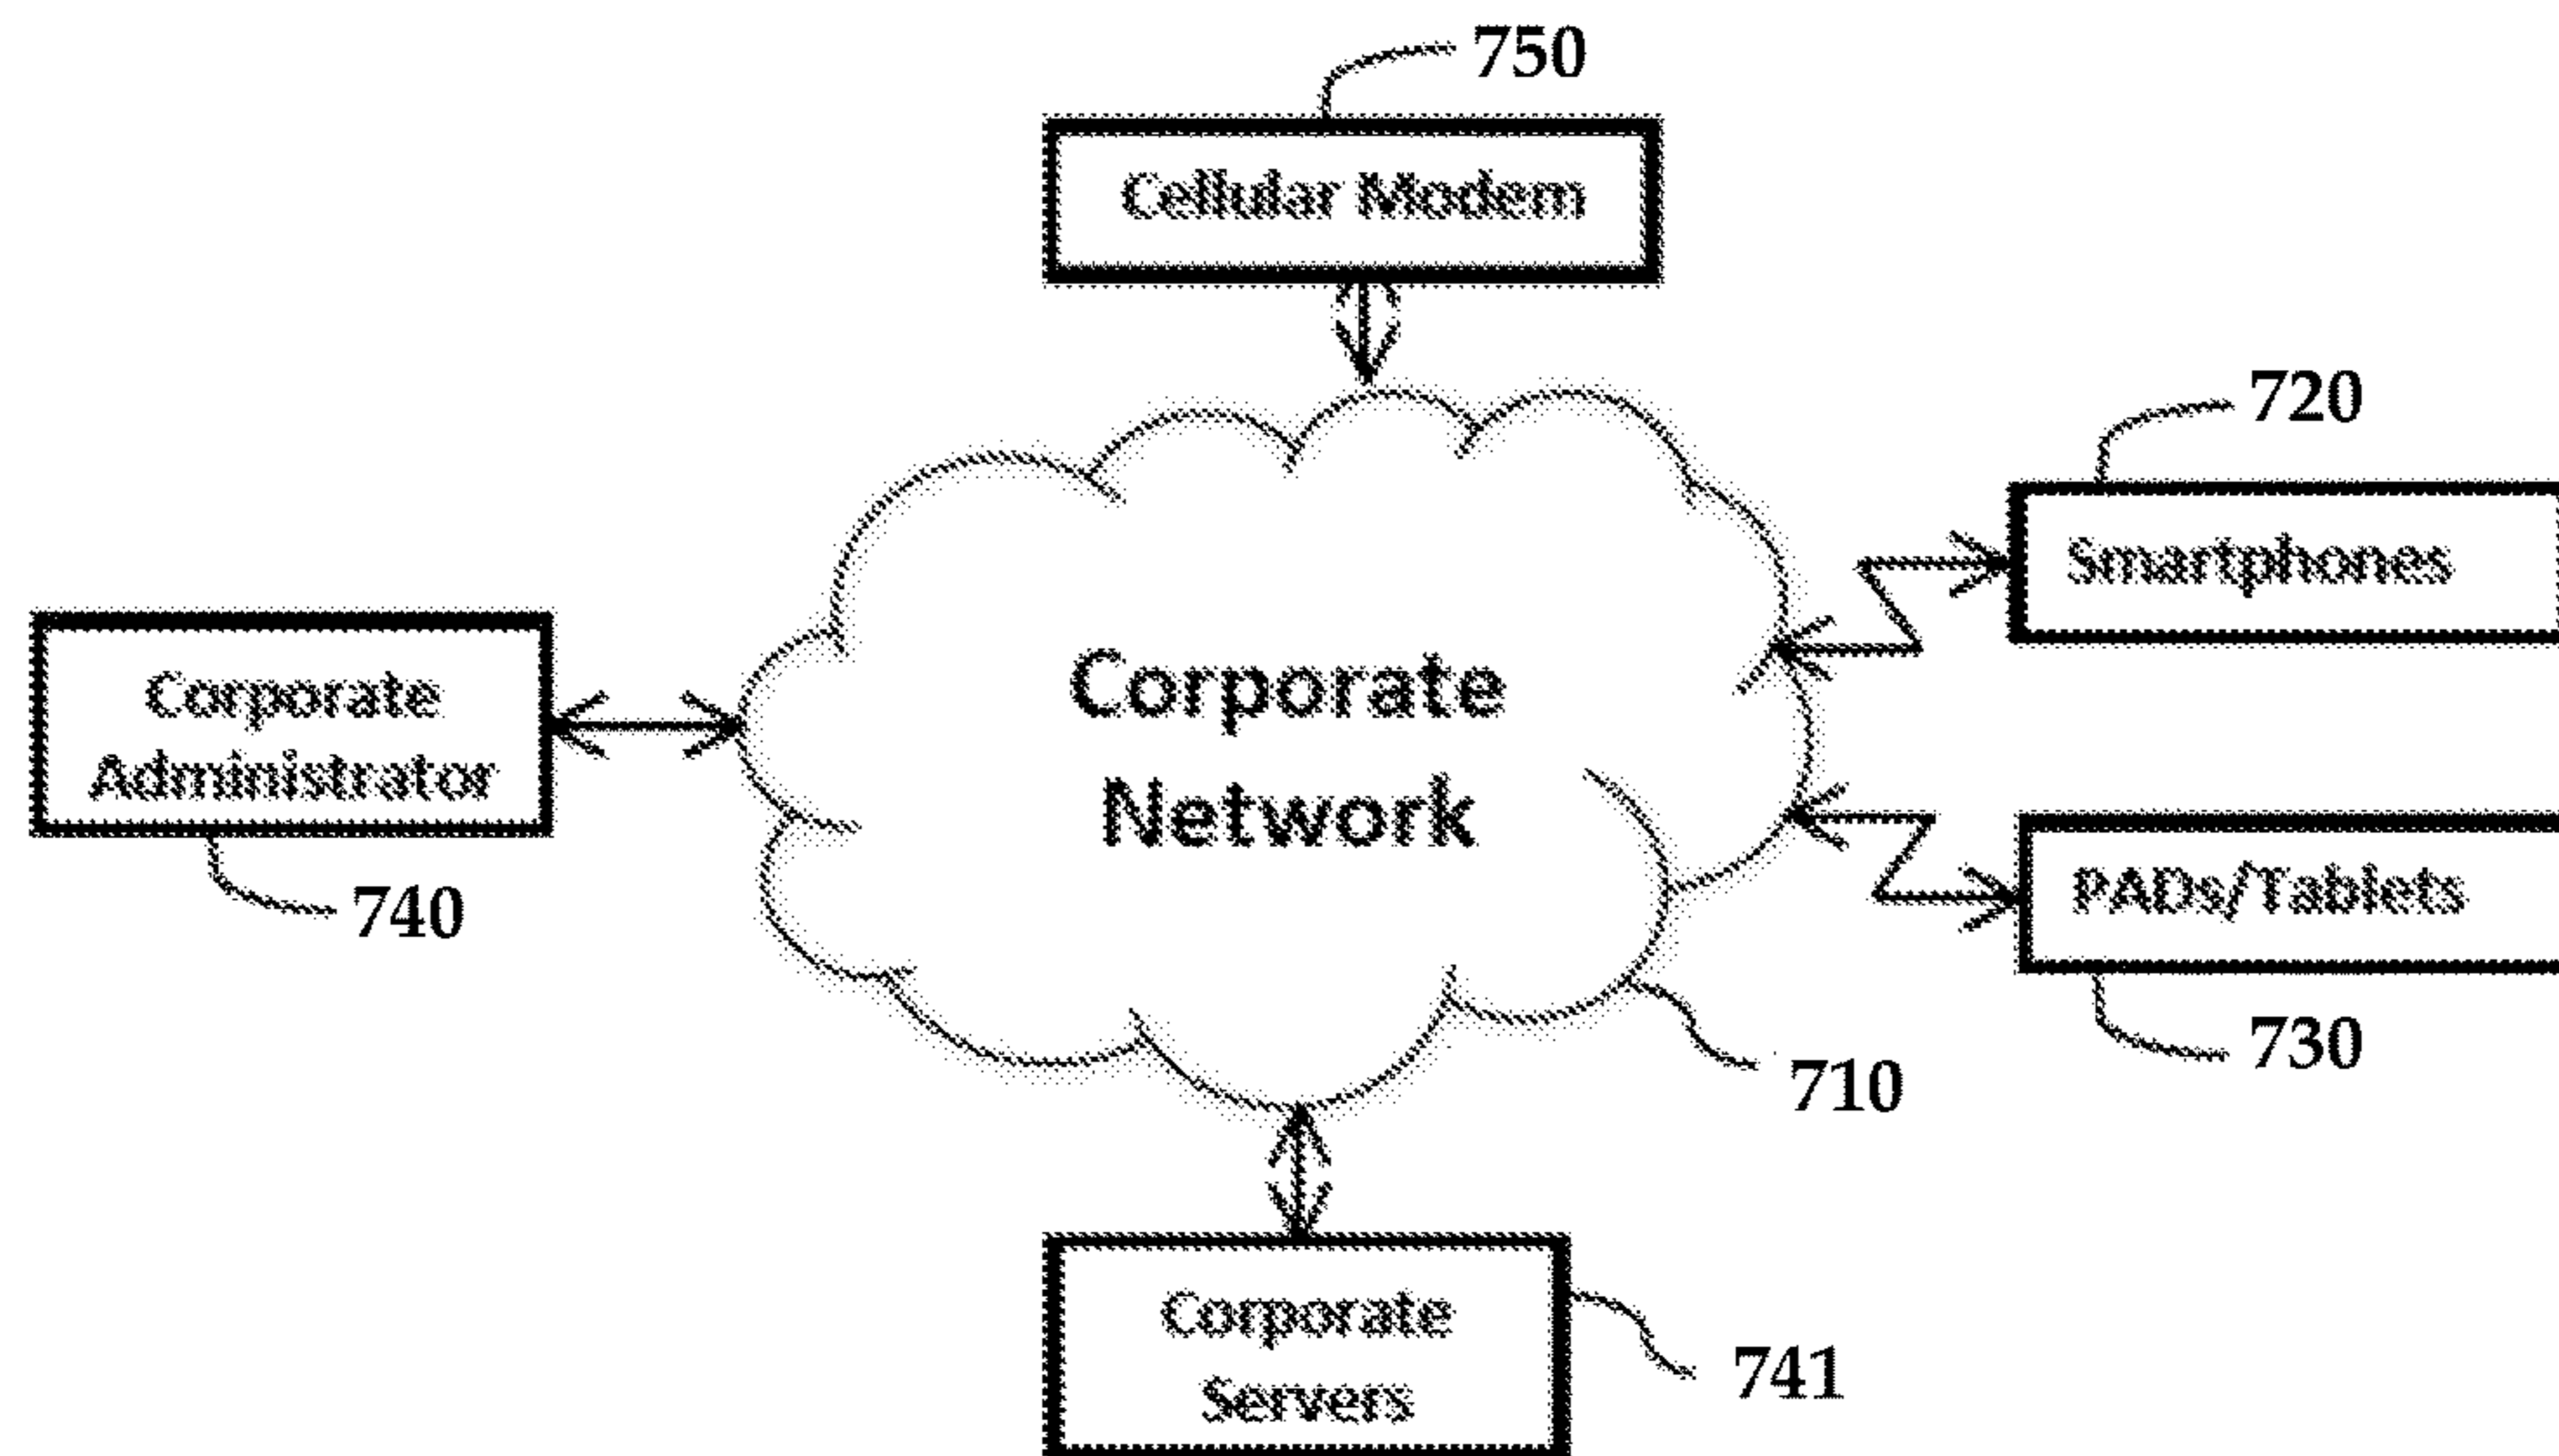 750
Cellular Modem
720
Smartphones
Corporate
Administrator
740
Corporate
Network
PADs/Tablets
730
710
Corporate
Servers
741